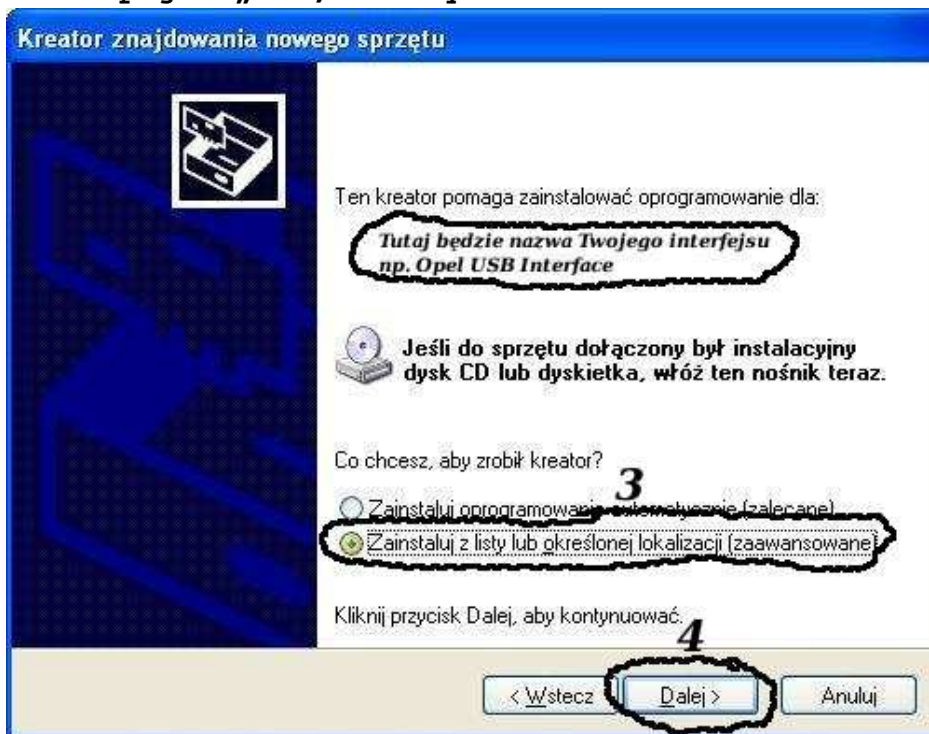 Kreator znajdowania nowego sprzętu
Ten kreator pomaga zainstalować oprogramowanie dla:
Tutaj będzie nazwa Twojego interfejsu
np. Opel USB Interface
Jeśli do sprzętu dołączony był instalacyjny
dysk CD lub dyskietka, włóż ten nośnik teraz.
Co chcesz, aby zrobił kreator?
3
Zainstaluj oprogramowanie automatycznie (zalecane)
Zainstaluj z listy lub określonej lokalizacji (zaawansowane)
Kliknij przycisk Dalej, aby kontynuować.
4
< Wstecz Dalej > Anuluj